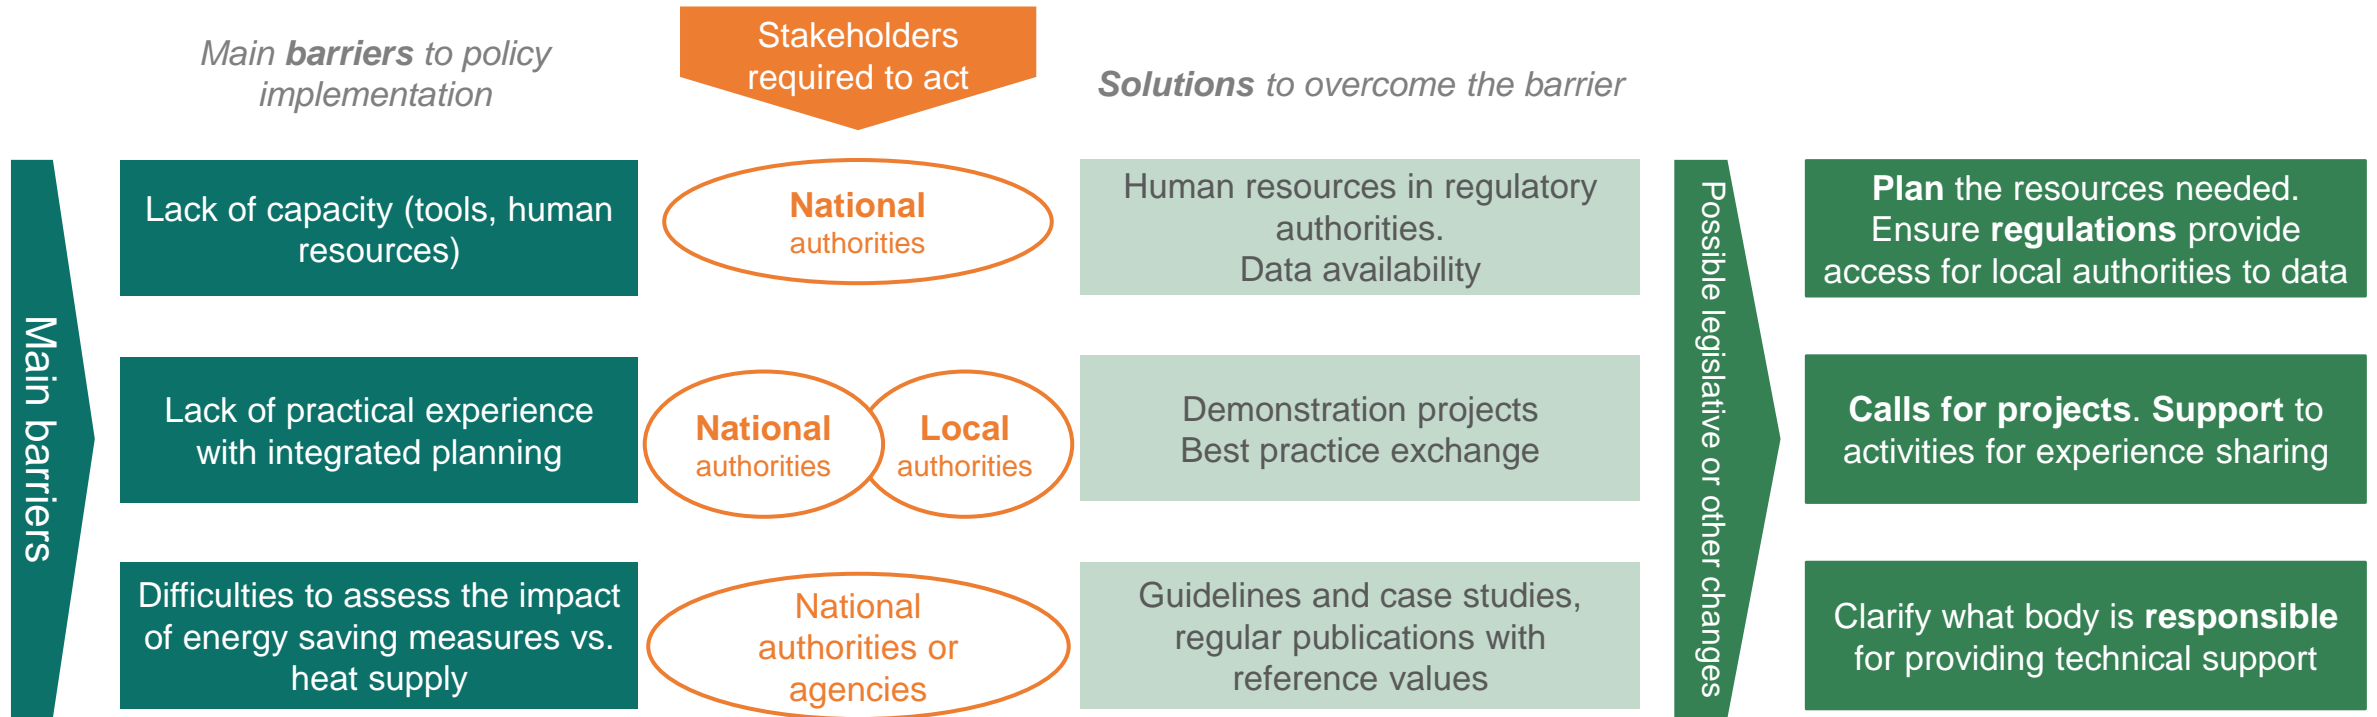 Main barriers to policy
implementation
Stakeholders
required to act
Solutions to overcome the barrier
Main barriers
Lack of capacity (tools, human
resources)
National
authorities
Human resources in regulatory
authorities.
Data availability
Possible legislative or other changes
Plan the resources needed.
Ensure regulations provide
access for local authorities to data
Lack of practical experience
with integrated planning
National
authorities
Local
authorities
Demonstration projects
Best practice exchange
Calls for projects. Support to
activities for experience sharing
Difficulties to assess the impact
of energy saving measures vs.
heat supply
National
authorities or
agencies
Guidelines and case studies,
regular publications with
reference values
Clarify what body is responsible
for providing technical support